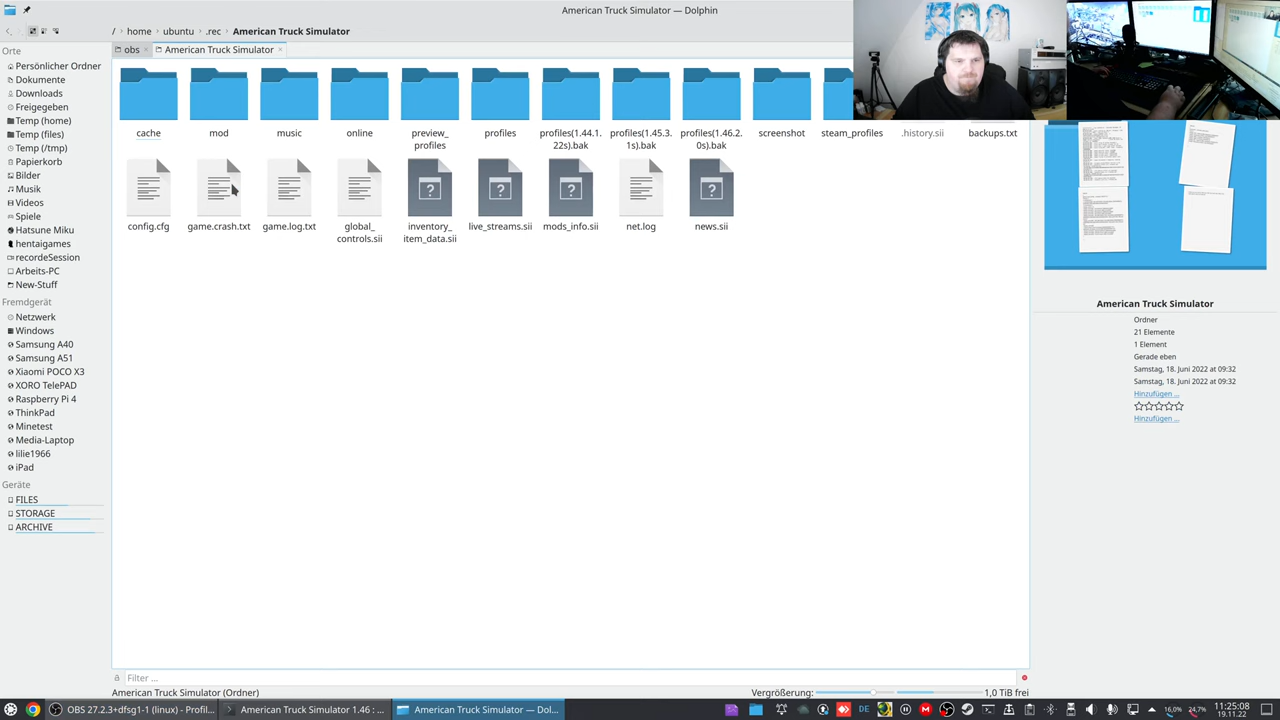 American Truck Simulator — Dolphin
/ home ubuntu .rec American Truck Simulator
obs American Truck Simulator
Orte
Persönlicher Ordner
Dokumente
Downloads
Freigegeben
Temp (home)
Temp (files)
Temp (/tmp)
Papierkorb
Bilder
Musik
Videos
Spiele
Hatsune Miku
hentaigames
recordeSession
Arbeits-PC
New-Stuff
Fremdgerät
Netzwerk
Windows
Samsung A40
Samsung A51
Xiaomi POCO X3
XORO TelePAD
Raspberry Pi 4
ThinkPad
Minetest
Media-Laptop
lilie1966
iPad
Geräte
FILES
STORAGE
ARCHIVE
cache
mod
music
online
preview_
profiles
profiles
profiles(1.44.1.
22s).bak
profiles(1.45.3.
1s).bak
profiles(1.46.2.
0s).bak
screenshot
profiles
.history.sii
backups.txt
config.cfg
game.crash.txt
game.log.txt
global_
controls.sii
inventory_
item_data.sii
live_streams.sii
mods_info.sii
net.log
news.sii
American Truck Simulator
Ordner
21 Elemente
1 Element
Gerade eben
Samstag, 18. Juni 2022 at 09:32
Samstag, 18. Juni 2022 at 09:32
Hinzufügen ...
Hinzufügen ...
Filter ...
American Truck Simulator (Ordner)
Vergrößerung:
1,0 TiB frei
OBS 27.2.3+dfsg1-1 (linux) - Profil...
American Truck Simulator 1.46 : ...
American Truck Simulator — Dol...
DE
16,0%
24,7%
11:25:08
19.11.22